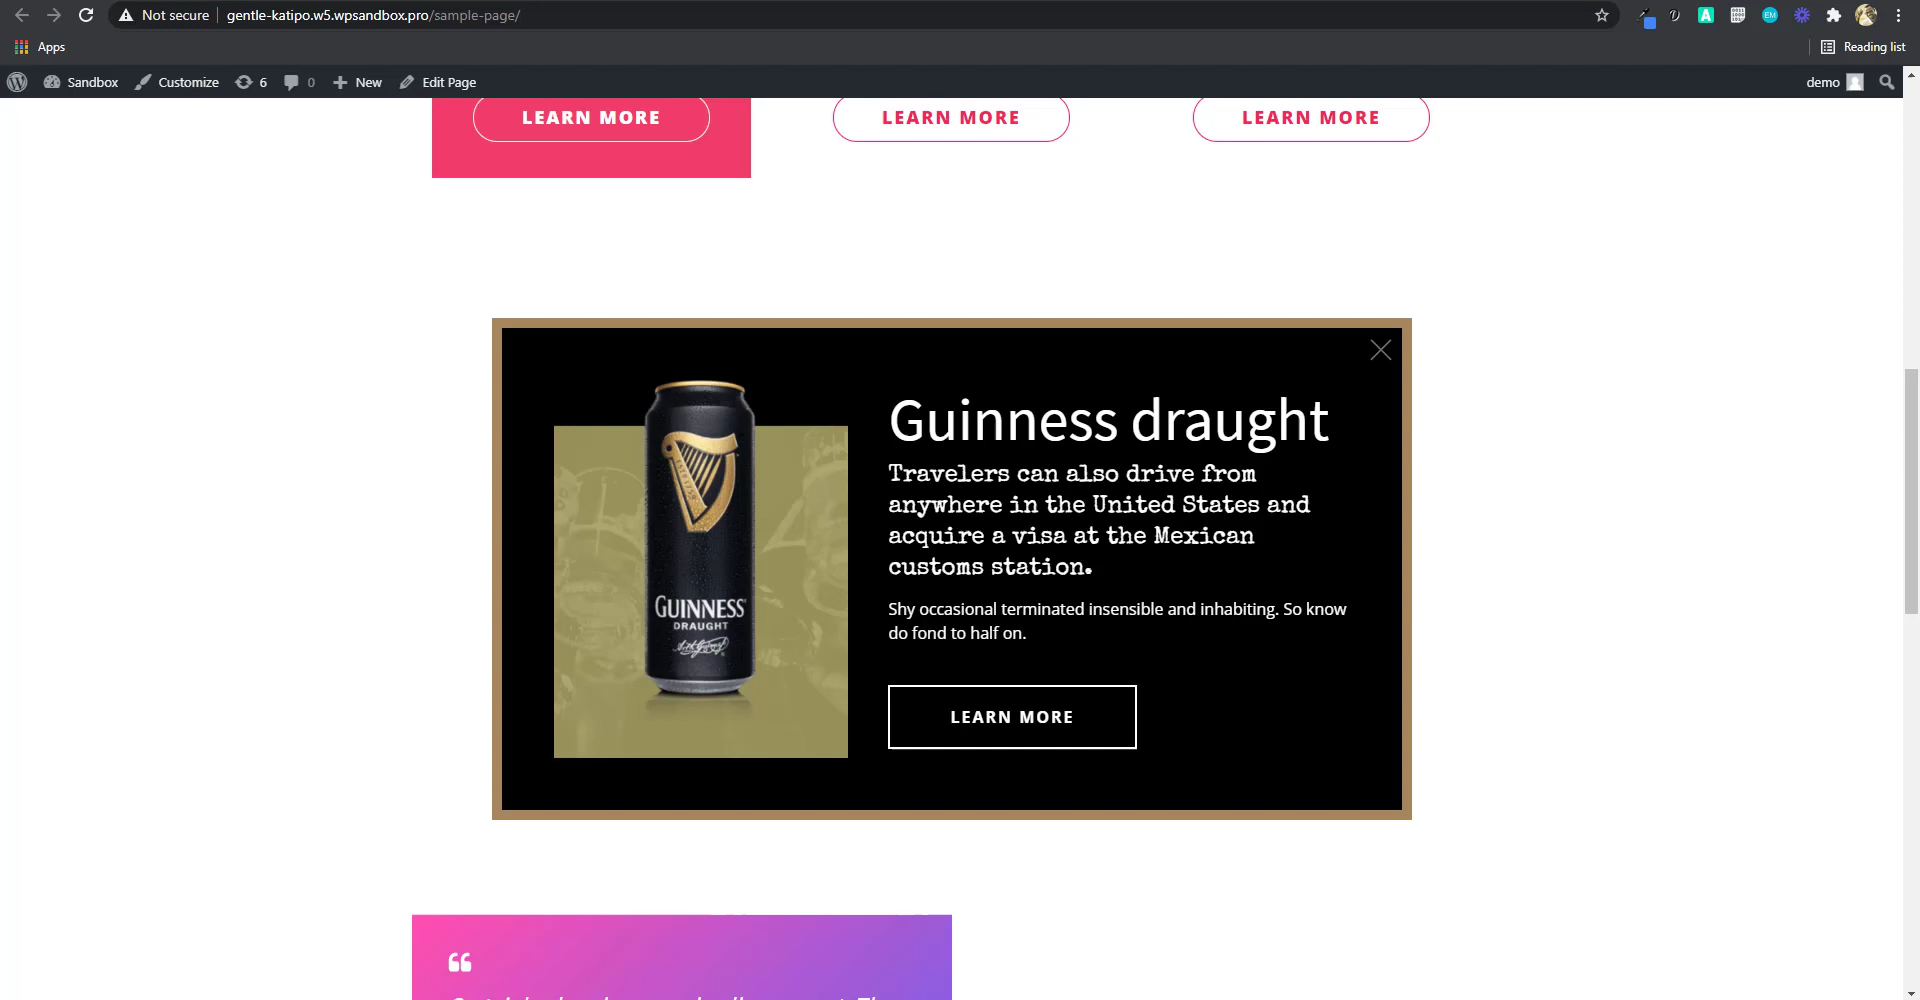 Not secure gentle-katipo.w5.wpsandbox.pro/sample-page/
A
EM
Apps
Reading list
Sandbox Customize 6 0 New Edit Page demo
LEARN MORE LEARN MORE LEARN MORE
Guinness draught
Travelers can also drive from
anywhere in the United States and
acquire a visa at the Mexican
customs station.
Shy occasional terminated insensible and inhabiting. So know
do fond to half on.
LEARN MORE
GUINNESS
DRAUGHT